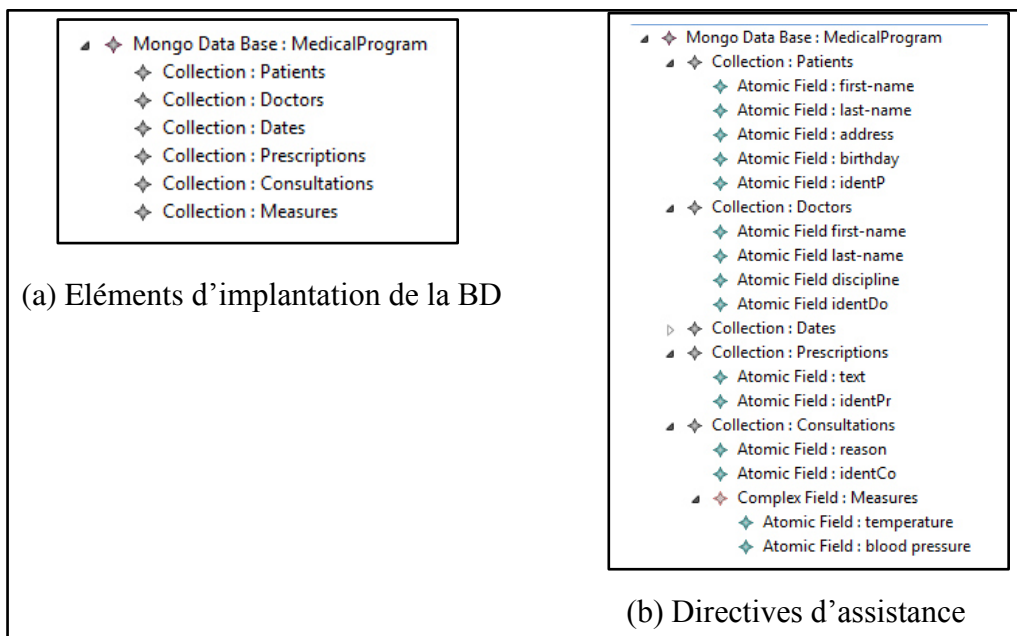 Mongo Data Base : MedicalProgram
Collection : Patients
Collection : Doctors
Collection : Dates
Collection : Prescriptions
Collection : Consultations
Collection : Measures
(a) Eléments d'implantation de la BD
Mongo Data Base : MedicalProgram
Collection : Patients
Atomic Field : first-name
Atomic Field : last-name
Atomic Field : address
Atomic Field : birthday
Atomic Field : identP
Collection : Doctors
Atomic Field first-name
Atomic Field last-name
Atomic Field discipline
Atomic Field identDo
Collection : Dates
Collection : Prescriptions
Atomic Field : text
Atomic Field : identPr
Collection : Consultations
Atomic Field : reason
Atomic Field : identCo
Complex Field : Measures
Atomic Field : temperature
Atomic Field : blood pressure
(b) Directives d'assistance